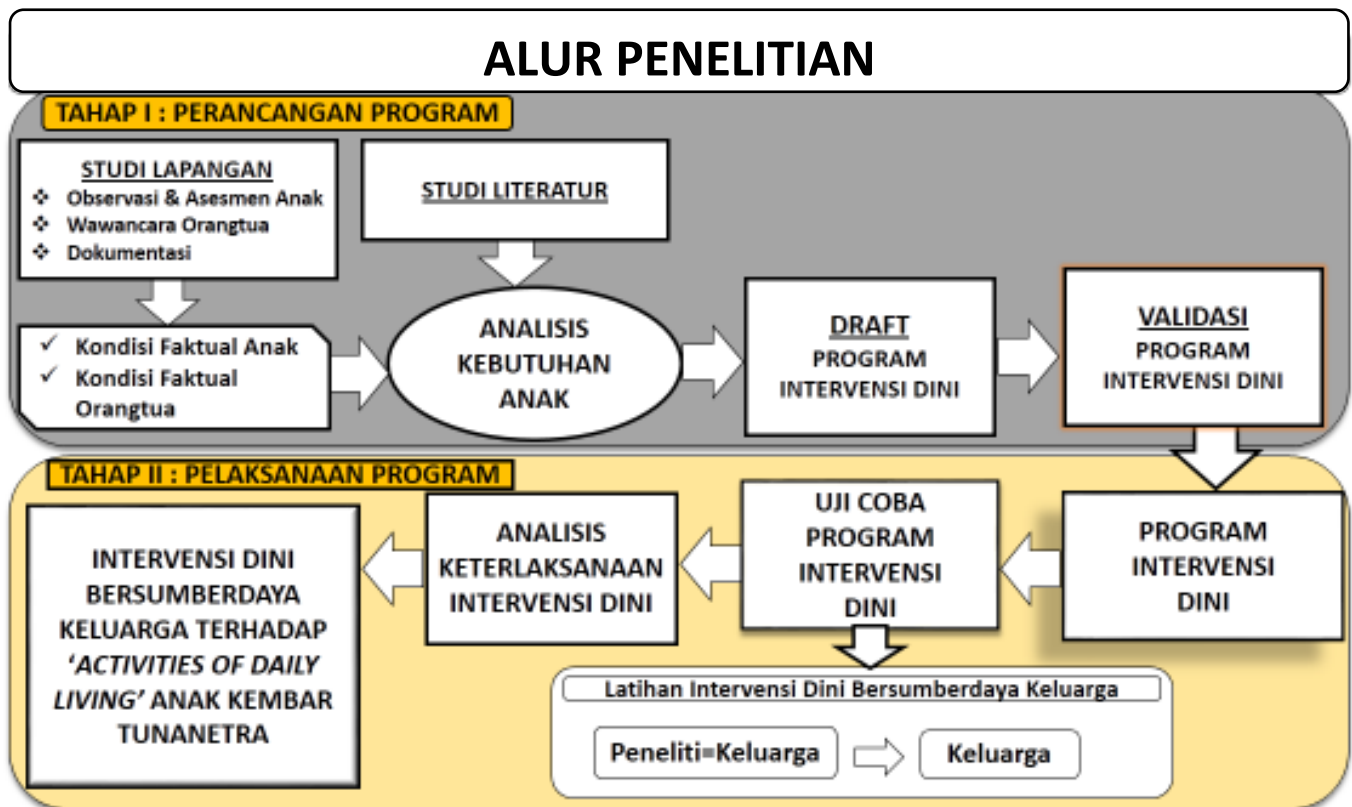 ALUR PENELITIAN
TAHAP I : PERANCANGAN PROGRAM
STUDI LAPANGAN
❖ Observasi & Asesmen Anak
❖ Wawancara Orangtua
❖ Dokumentasi
STUDI LITERATUR
✓ Kondisi Faktual Anak
✓ Kondisi Faktual
Orangtua
ANALISIS
KEBUTUHAN
ANAK
DRAFT
PROGRAM
INTERVENSI DINI
VALIDASI
PROGRAM
INTERVENSI DINI
TAHAP II : PELAKSANAAN PROGRAM
PROGRAM
INTERVENSI
DINI
UJI COBA
PROGRAM
INTERVENSI
DINI
Latihan Intervensi Dini Bersumberdaya Keluarga
Peneliti=Keluarga
Keluarga
ANALISIS
KETERLAKSANAAN
INTERVENSI DINI
INTERVENSI DINI
BERSUMBERDAYA
KELUARGA TERHADAP
‘ACTIVITIES OF DAILY
LIVING’ ANAK KEMBAR
TUNANETRA